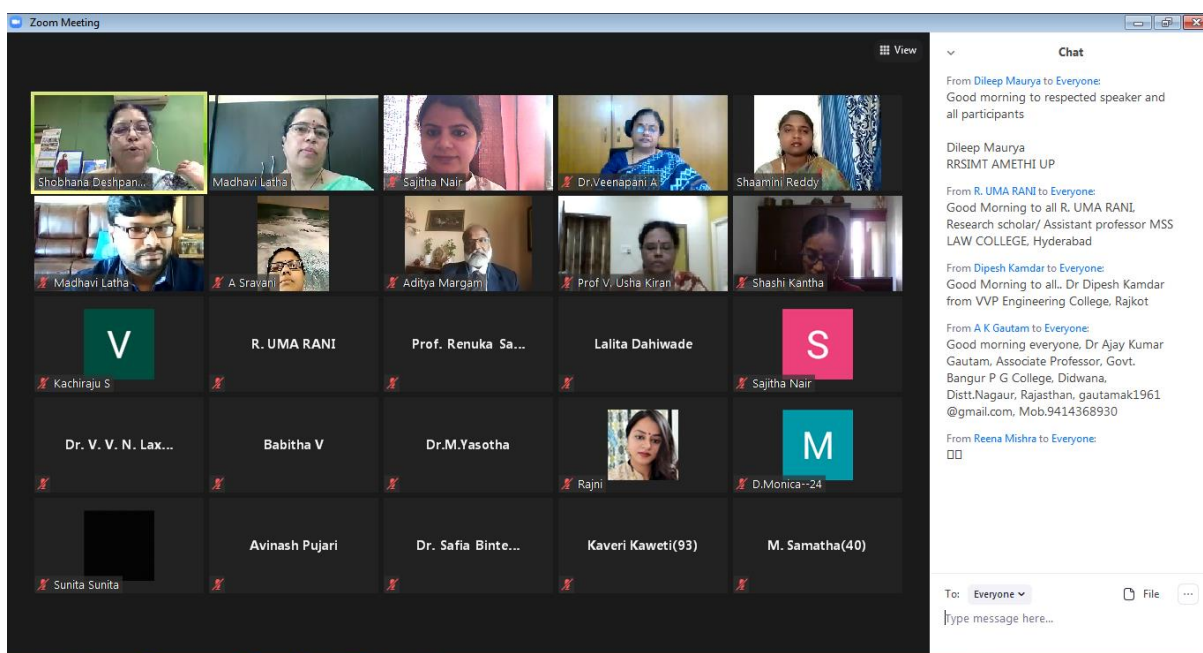 Zoom Meeting
View
Shobhana Deshpan...
Madhavi Latha
Sajitha Nair
Dr.Veenapani A
Shaamini Reddy
Madhavi Latha
A Sravani
Aditya Margam
Prof V. Usha Kiran
Shashi Kantha
V
Kachiraju S
R. UMA RANI
Prof. Renuka Sa...
Lalita Dahiwade
S
Sajitha Nair
Dr. V. V. N. Lax...
Babitha V
Dr.M.Yasotha
Rajni
M
D.Monica--24
Sunita Sunita
Avinash Pujari
Dr. Safia Binte...
Kaveri Kaweti(93)
M. Samatha(40)
Chat
From Dileep Maurya to Everyone:
Good morning to respected speaker and
all participants
Dileep Maurya
RRSIMT AMETHI UP
From R. UMA RANI to Everyone:
Good Morning to all R. UMA RANI,
Research scholar/ Assistant professor MSS
LAW COLLEGE, Hyderabad
From Dipesh Kamdar to Everyone:
Good Morning to all.. Dr Dipesh Kamdar
from VVP Engineering College, Rajkot
From A K Gautam to Everyone:
Good morning everyone, Dr Ajay Kumar
Gautam, Associate Professor, Govt.
Bangur P G College, Didwana,
Distt.Nagaur, Rajasthan, gautamak1961
@gmail.com, Mob.9414368930
From Reena Mishra to Everyone:
To: Everyone
File
Type message here...